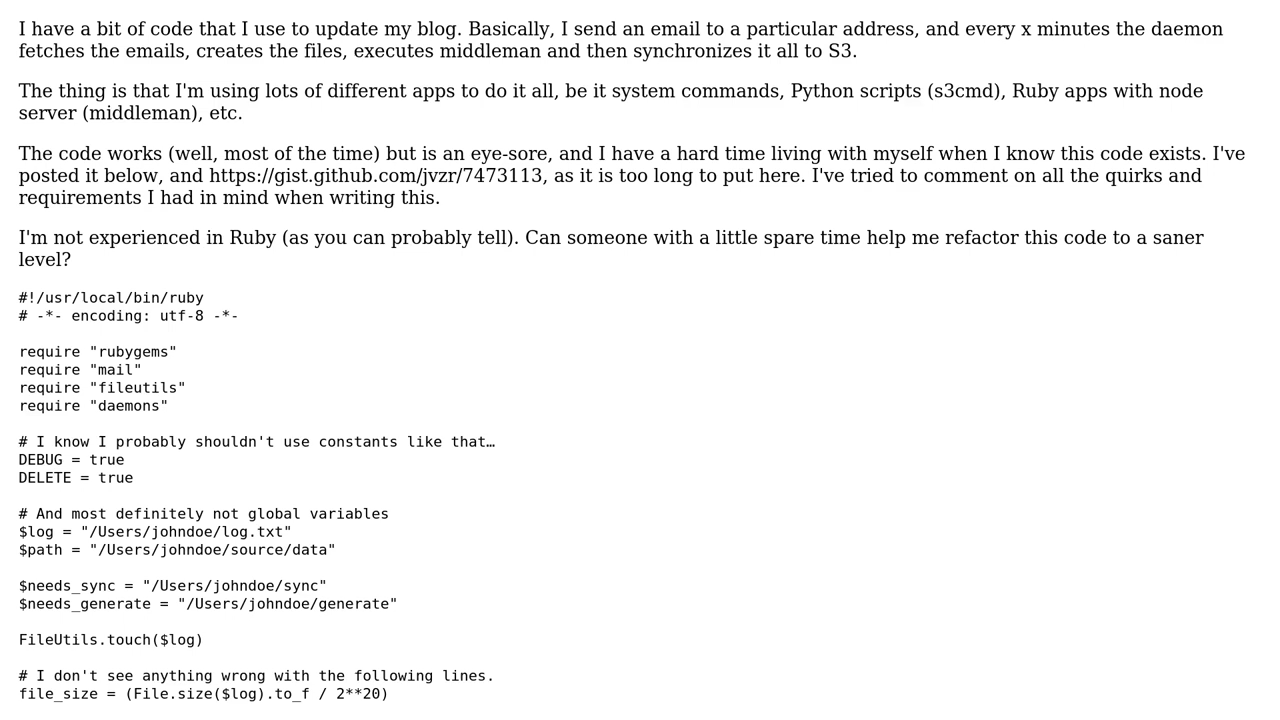 I have a bit of code that I use to update my blog. Basically, I send an email to a particular address, and every x minutes the daemon
fetches the emails, creates the files, executes middleman and then synchronizes it all to S3.
The thing is that I'm using lots of different apps to do it all, be it system commands, Python scripts (s3cmd), Ruby apps with node
server (middleman), etc.
The code works (well, most of the time) but is an eye-sore, and I have a hard time living with myself when I know this code exists. I've
posted it below, and https://gist.github.com/jvzr/7473113, as it is too long to put here. I've tried to comment on all the quirks and
requirements I had in mind when writing this.
I'm not experienced in Ruby (as you can probably tell). Can someone with a little spare time help me refactor this code to a saner
level?
#!/usr/local/bin/ruby
# -*- encoding: utf-8 -*-
require "rubygems"
require "mail"
require "fileutils"
require "daemons"
# I know I probably shouldn't use constants like that…
DEBUG = true
DELETE = true
# And most definitely not global variables
$log = "/Users/johndoe/log.txt"
$path = "/Users/johndoe/source/data"
$needs_sync = "/Users/johndoe/sync"
$needs_generate = "/Users/johndoe/generate"
FileUtils.touch($log)
# I don't see anything wrong with the following lines.
file_size = (File.size($log).to_f / 2**20)